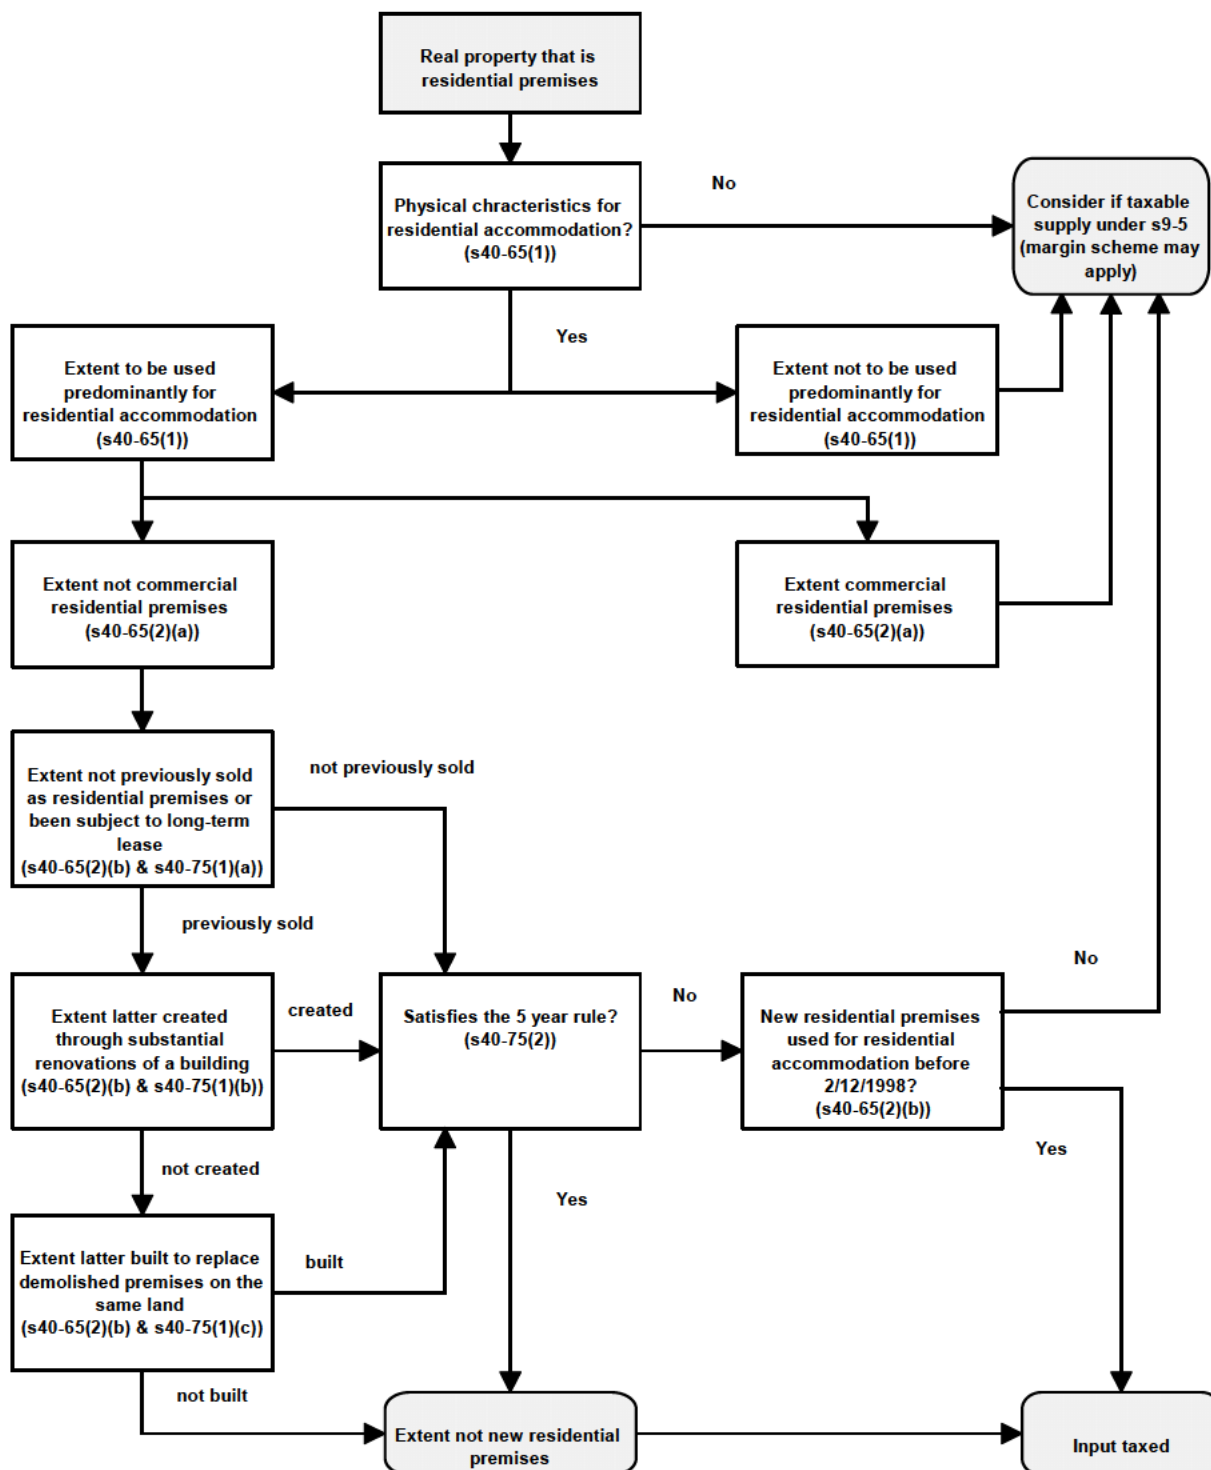 Real property that is
residential premises
Physical chracteristics for
residential accommodation?
(s40-65(1))
No
Consider if taxable
supply under s9-5
(margin scheme may
apply)
Yes
Extent to be used
predominantly for
residential accommodation
(s40-65(1))
Extent not to be used
predominantly for
residential accommodation
(s40-65(1))
Extent not commercial
residential premises
(s40-65(2)(a))
Extent commercial
residential premises
(s40-65(2)(a))
Extent not previously sold
as residential premises or
been subject to long-term
lease
(s40-65(2)(b) & s40-75(1)(a))
not previously sold
previously sold
Extent latter created
through substantial
renovations of a building
(s40-65(2)(b) & s40-75(1)(b))
created
Satisfies the 5 year rule?
(s40-75(2))
No
New residential premises
used for residential
accommodation before
2/12/1998?
(s40-65(2)(b))
No
Yes
not created
Yes
Extent latter built to replace
demolished premises on the
same land
(s40-65(2)(b) & s40-75(1)(c))
built
not built
Extent not new residential
premises
Input taxed